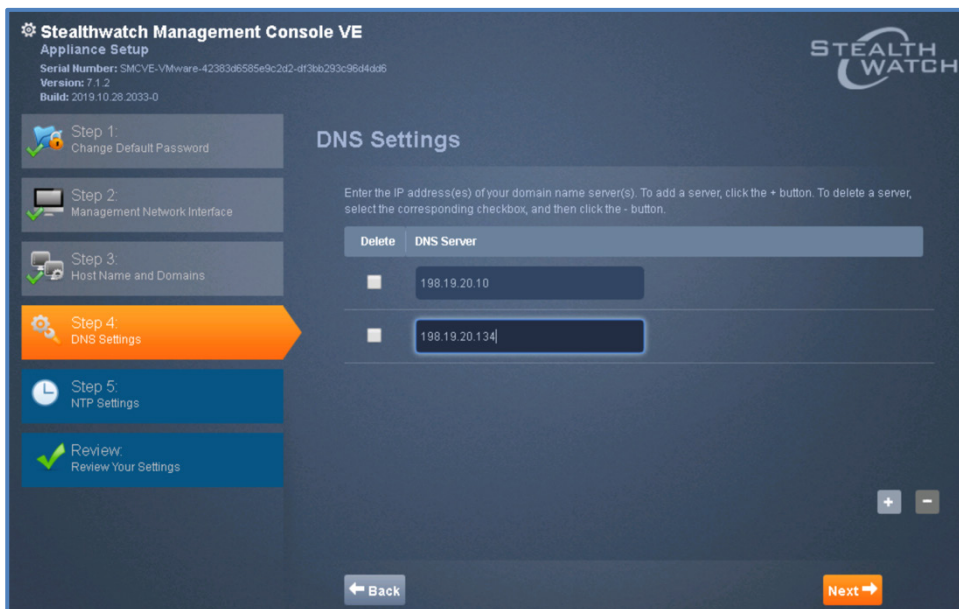 Stealthwatch Management Console VE
Appliance Setup
Serial Number: SMCVE-VMware-42383d6585e9c2d2-df3bb293c96d4dd6
Version: 7.1.2
Build: 2019.10.28.2033-0
STEALTH
WATCH
Step 1:
Change Default Password
Step 2:
Management Network Interface
Step 3:
Host Name and Domains
Step 4:
DNS Settings
Step 5:
NTP Settings
Review:
Review Your Settings
DNS Settings
Enter the IP address(es) of your domain name server(s). To add a server, click the + button. To delete a server,
select the corresponding checkbox, and then click the - button.
Delete DNS Server
198.19.20.10
198.19.20.134
+ -
Back Next